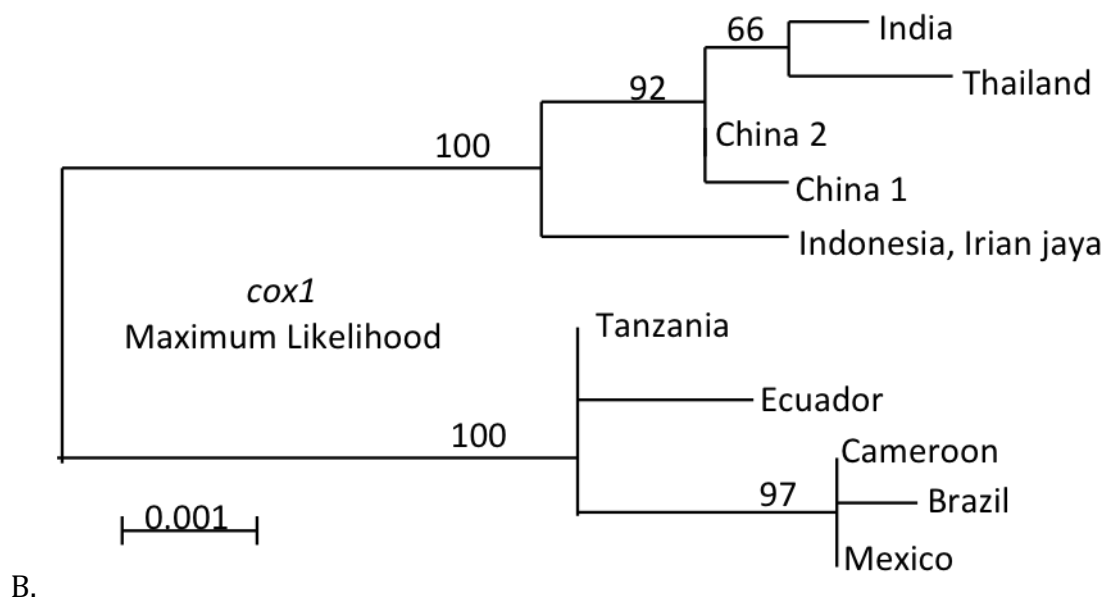 66
India
Thailand
92
China 2
100
China 1
Indonesia, Irian jaya
cox1
Maximum Likelihood
Tanzania
Ecuador
100
Cameroon
97
Brazil
0.001
Mexico
B.